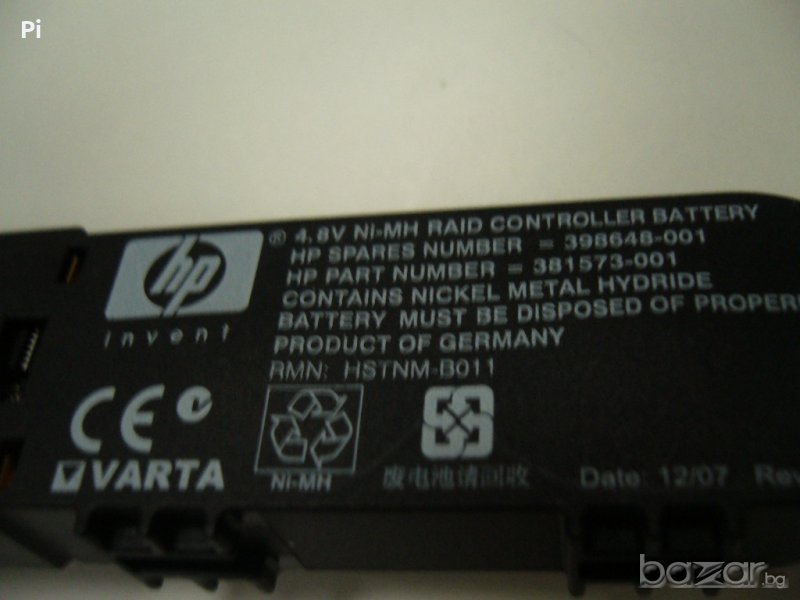 Pi
hp
invent
® 4.8V Ni-MH RAID CONTROLLER BATTERY
HP SPARES NUMBER = 398648-001
HP PART NUMBER = 381573-001
CONTAINS NICKEL METAL HYDRIDE
BATTERY MUST BE DISPOSED OF PROPER
PRODUCT OF GERMANY
RMN: HSTNM-B011
CE
VARTA
Ni-MH
废电池请回收
Date: 12/07 Rev
bazar.bg